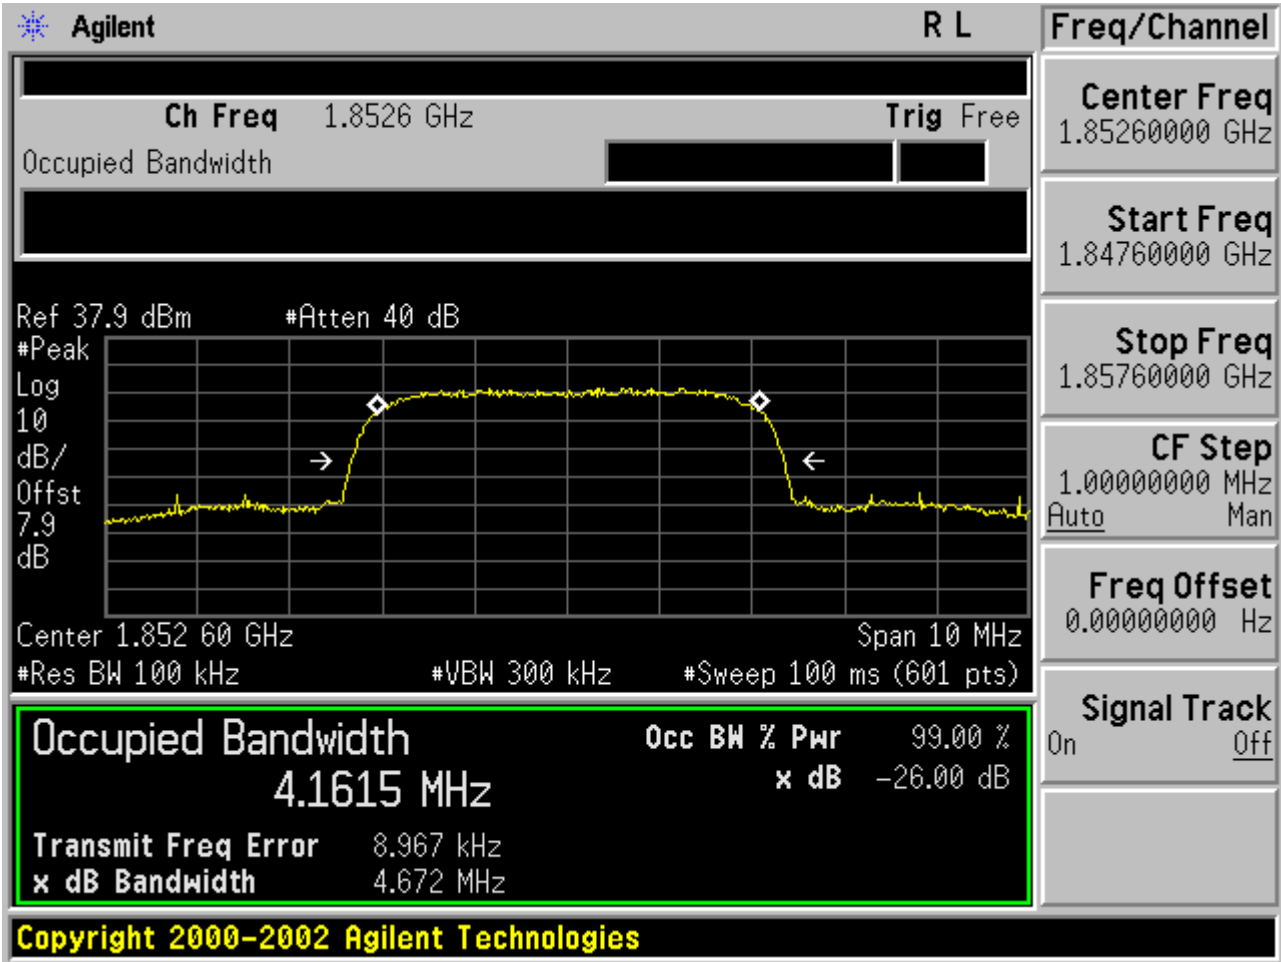 Agilent R L Freq/Channel
Ch Freq 1.8526 GHz Trig Free
Occupied Bandwidth
Center Freq
1.85260000 GHz
Start Freq
1.84760000 GHz
Stop Freq
1.85760000 GHz
CF Step
1.00000000 MHz
Auto Man
Freq Offset
0.00000000 Hz
Signal Track
On Off
Ref 37.9 dBm #Atten 40 dB
#Peak
Log
10
dB/
Offst
7.9
dB
Center 1.852 60 GHz Span 10 MHz
#Res BW 100 kHz #VBW 300 kHz #Sweep 100 ms (601 pts)
Occupied Bandwidth Occ BW % Pwr 99.00 %
4.1615 MHz x dB -26.00 dB
Transmit Freq Error 8.967 kHz
x dB Bandwidth 4.672 MHz
Copyright 2000-2002 Agilent Technologies